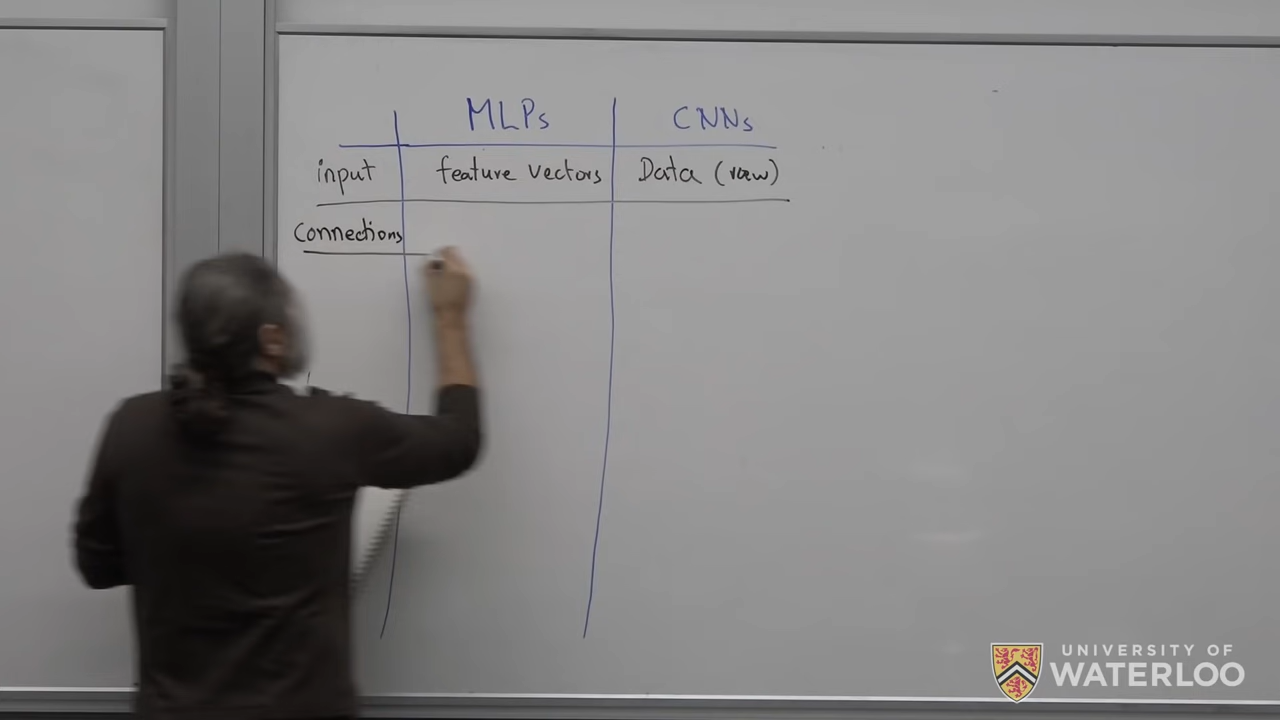 MLPs CNNs
input feature vectors Data (raw)
Connections
UNIVERSITY OF
WATERLOO